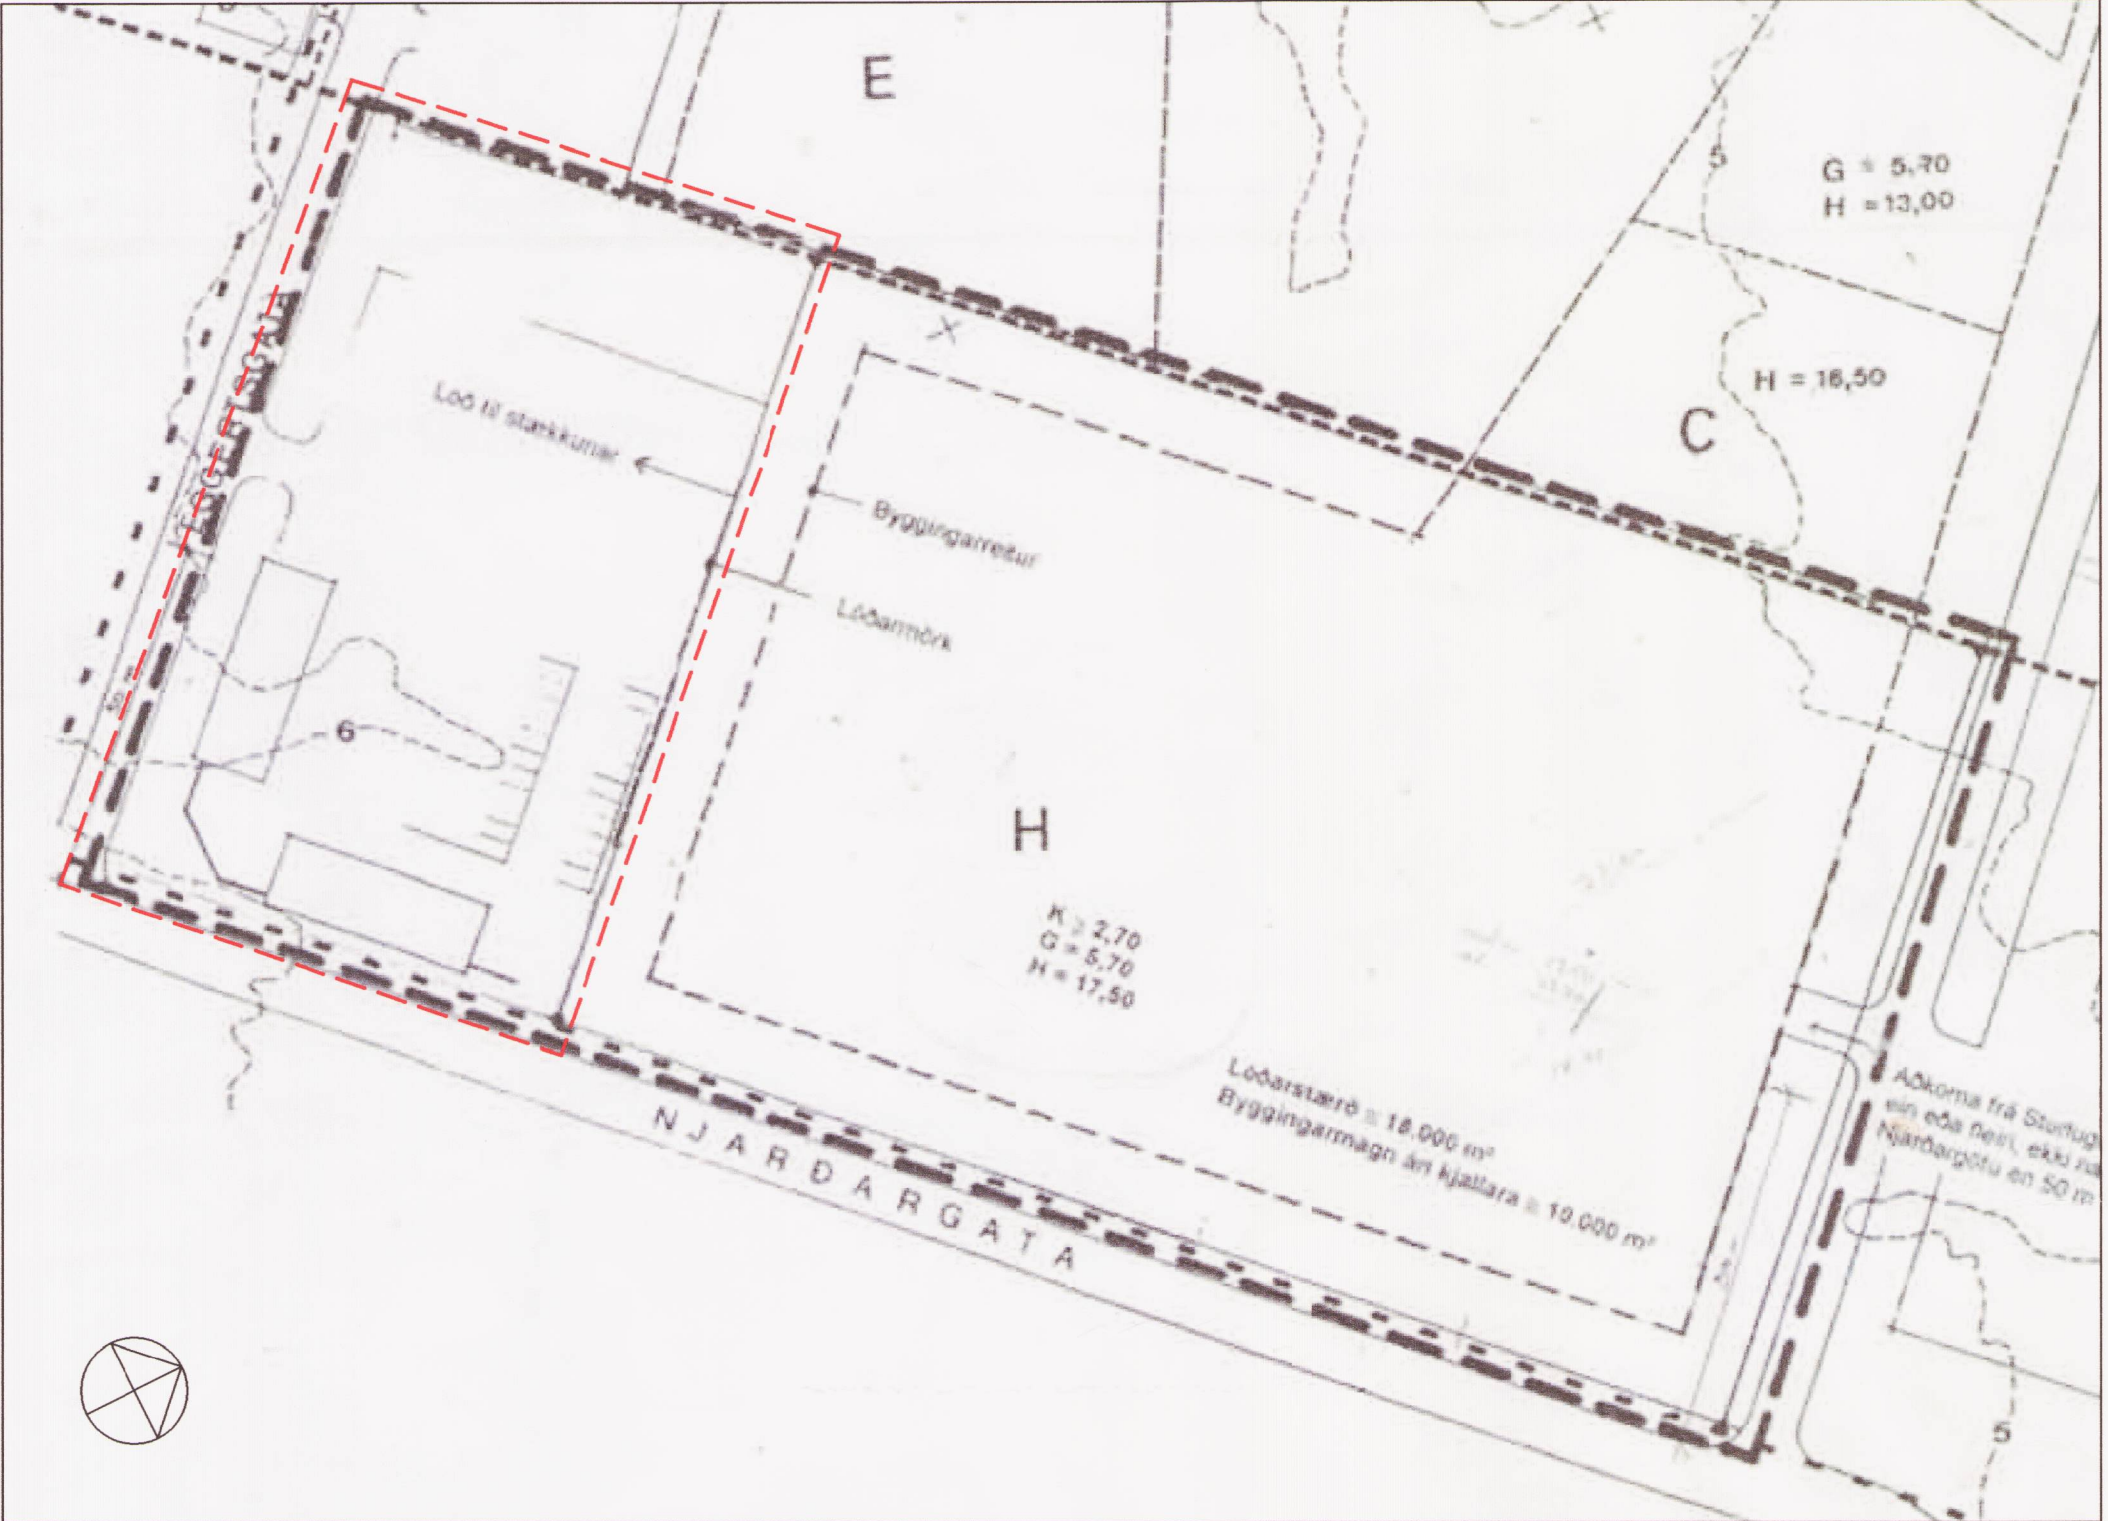 E
5
G = 5,70
H = 13,00
H = 16,50
C
Lóð til stækkunar
Byggingarreitur
Lóðarmörk
6
H
K = 2,70
G = 5,70
H = 17,50
Lóðarstærð = 18.000 m²
Byggingarmagn án kjallara = 10.000 m²
Aðkoma frá
ein eða fleiri, ekki
Njarðargötu en 50 m
NJARÐARGATA
5